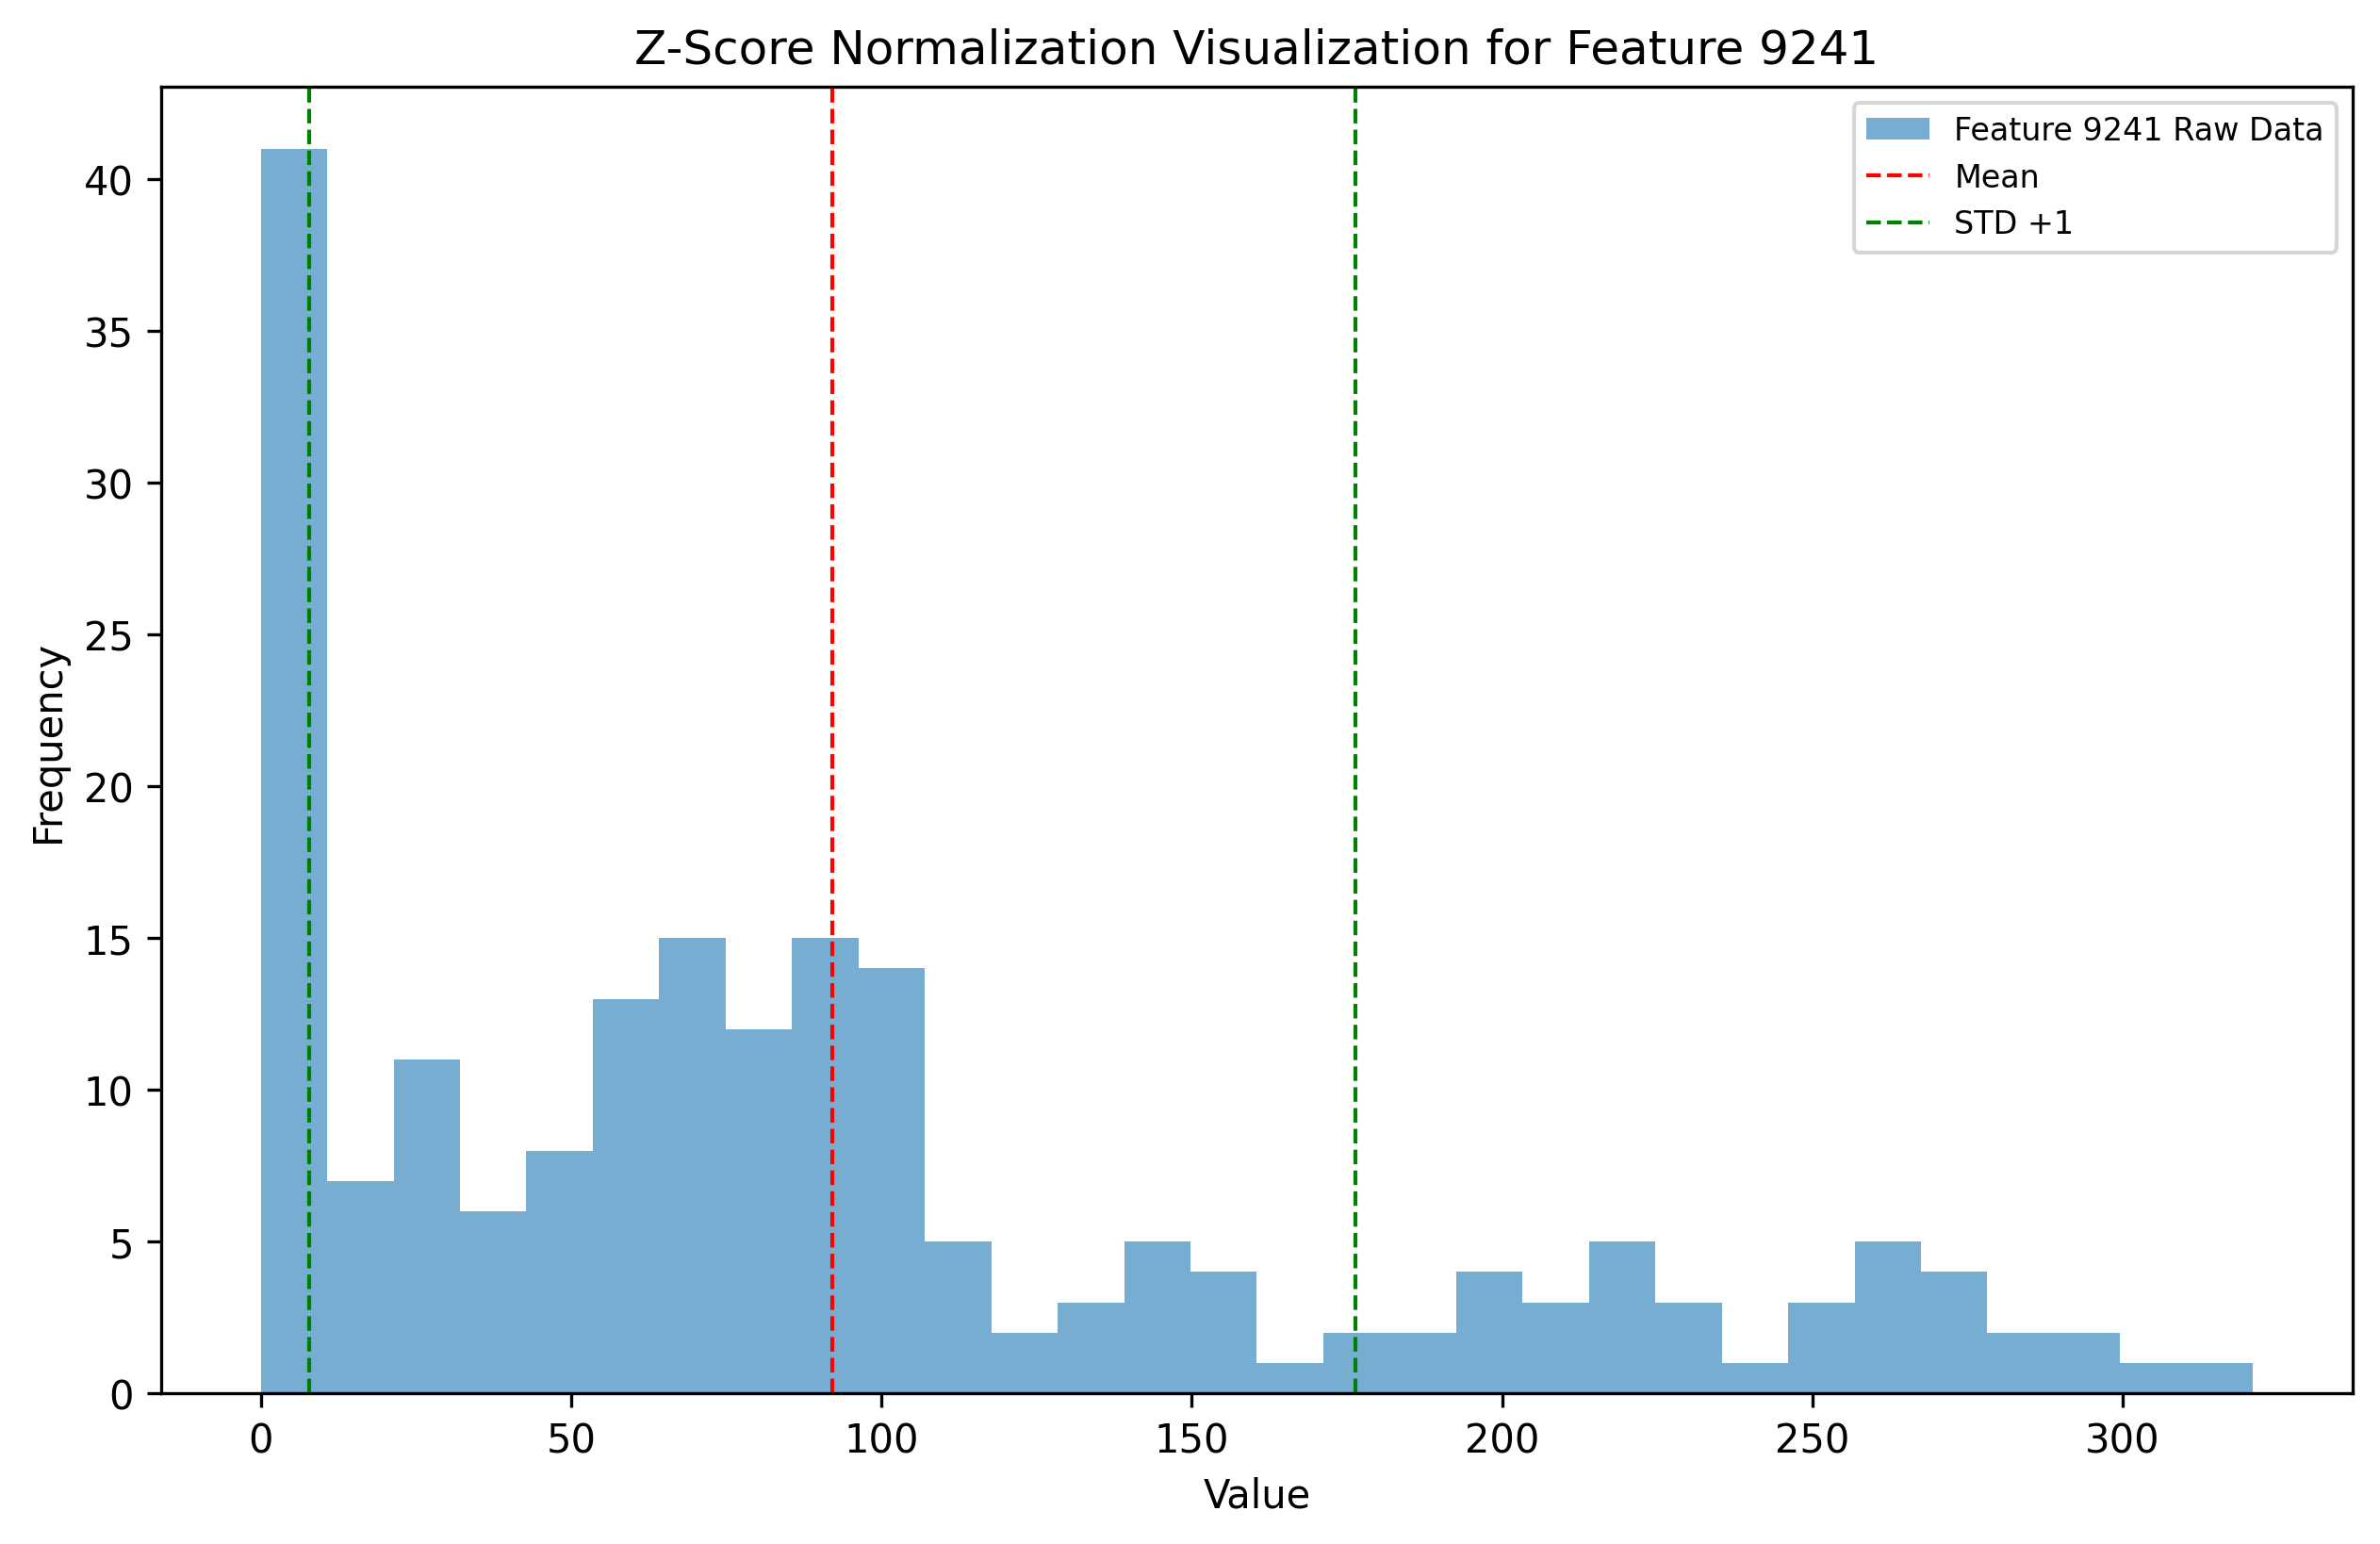 Z-Score Normalization Visualization for Feature 9241
Feature 9241 Raw Data
Mean
STD +1
40
35
30
25
20
15
10
5
0
Frequency
0 50 100 150 200 250 300
Value